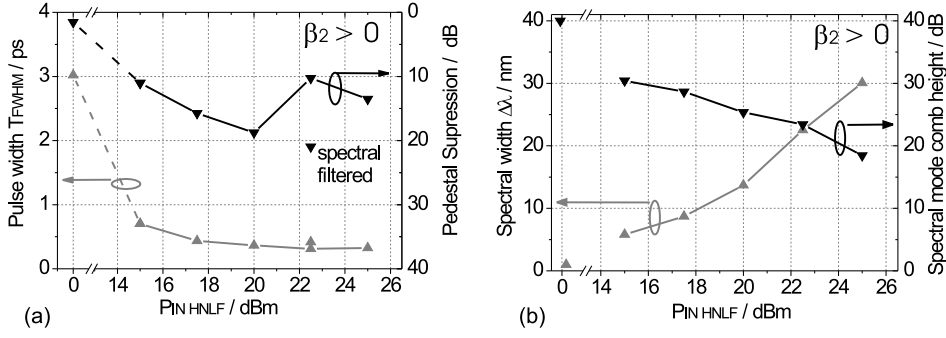 4
3
2
1
0
Pulse width TFWHM / ps
0
10
20
30
40
Pedestal Supression / dB
β2 > 0
spectral
filtered
0 14 16 18 20 22 24 26
PIN HNLF / dBm
(a)
40
30
20
10
0
Spectral width Δλ / nm
40
30
20
10
0
Spectral mode comb height/ dB
β2 > 0
0 14 16 18 20 22 24 26
PIN HNLF / dBm
(b)